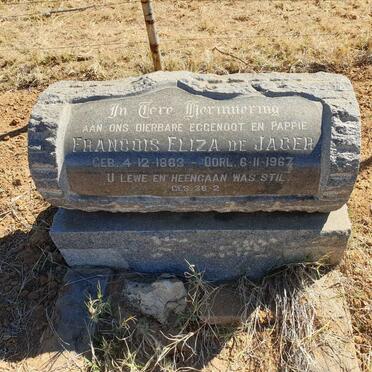 In Tere Herinnering
AAN ONS DIERBARE EGGENOOT EN PAPPIE
FRANCOIS ELIZA DE JAGER
GEB. 4-12-1883 - OORL. 6-11-1967
U LEWE EN HEENGAAN WAS STIL
GES. 36-2